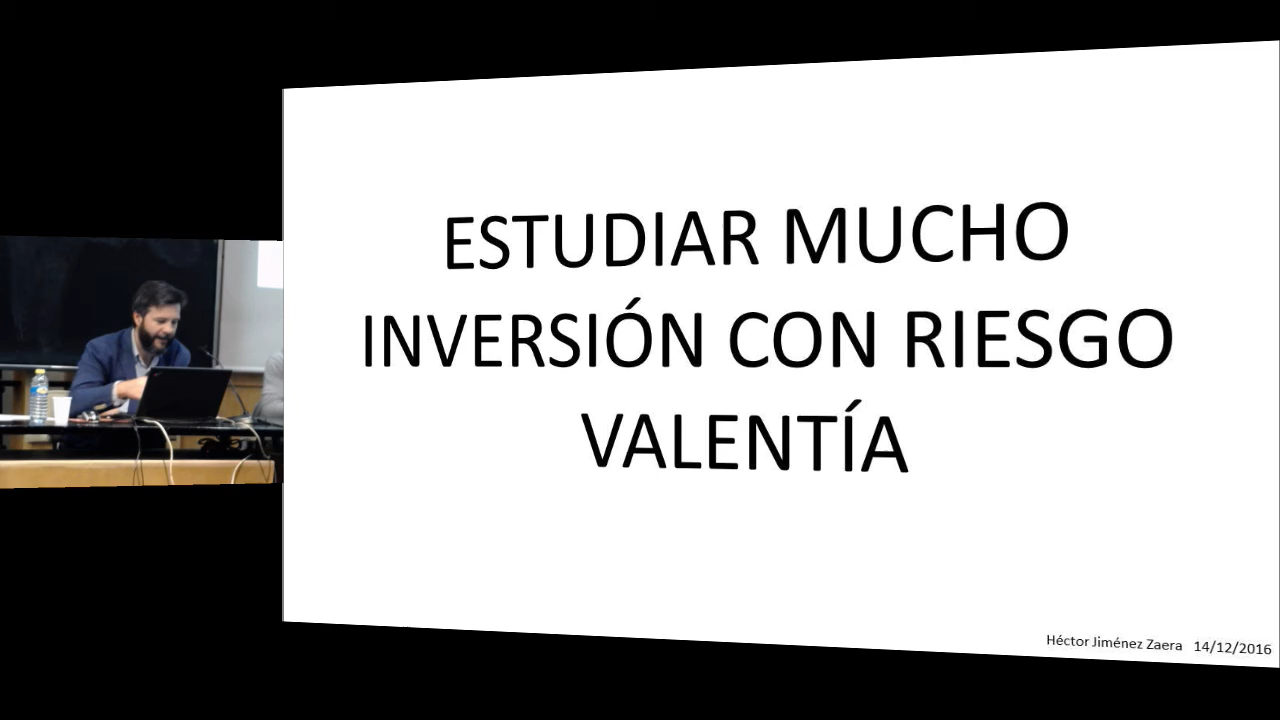 ESTUDIAR MUCHO
INVERSIÓN CON RIESGO
VALENTÍA
Héctor Jiménez Zaera 14/12/2016